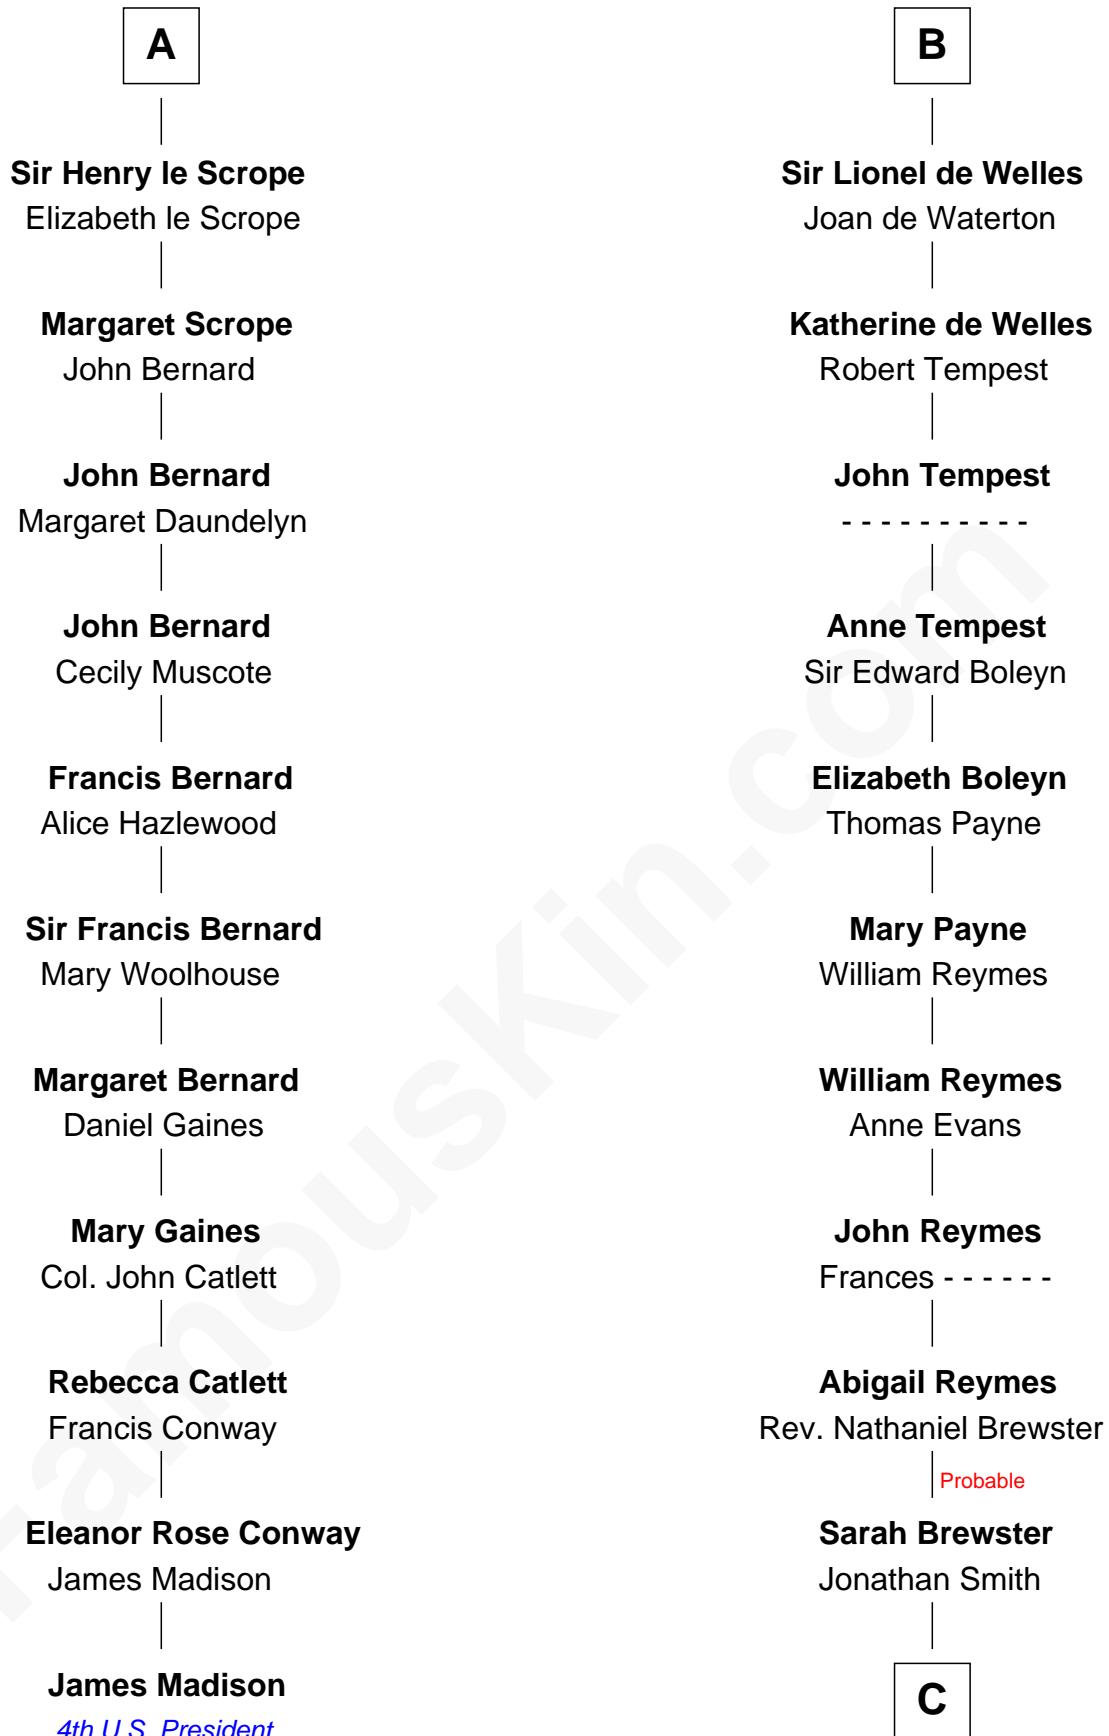 A
Sir Henry le Scrope
Elizabeth le Scrope
Margaret Scrope
John Bernard
John Bernard
Margaret Daundelyn
John Bernard
Cecily Muscote
Francis Bernard
Alice Hazlewood
Sir Francis Bernard
Mary Woolhouse
Margaret Bernard
Daniel Gaines
Mary Gaines
Col. John Catlett
Rebecca Catlett
Francis Conway
Eleanor Rose Conway
James Madison
James Madison
4th U.S. President
B
Sir Lionel de Welles
Joan de Waterton
Katherine de Welles
Robert Tempest
John Tempest
- - - - - - - - - -
Anne Tempest
Sir Edward Boleyn
Elizabeth Boleyn
Thomas Payne
Mary Payne
William Reymes
William Reymes
Anne Evans
John Reymes
Frances - - - - - -
Abigail Reymes
Rev. Nathaniel Brewster
Probable
Sarah Brewster
Jonathan Smith
C
FamousKin.com